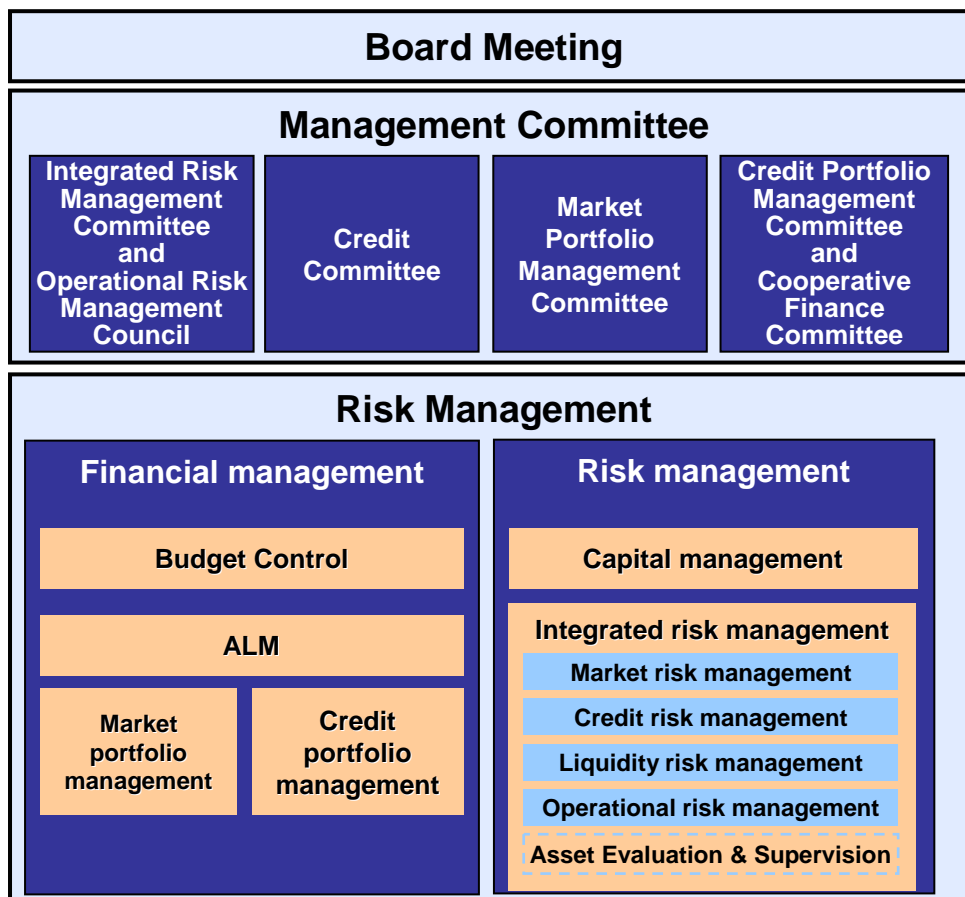 Board Meeting
Management Committee
Integrated Risk
Management
Committee
and
Operational Risk
Management
Council
Credit
Committee
Market
Portfolio
Management
Committee
Credit Portfolio
Management
Committee
and
Cooperative
Finance
Committee
Risk Management
Financial management
Budget Control
ALM
Market
portfolio
management
Credit
portfolio
management
Risk management
Capital management
Integrated risk management
Market risk management
Credit risk management
Liquidity risk management
Operational risk management
Asset Evaluation & Supervision